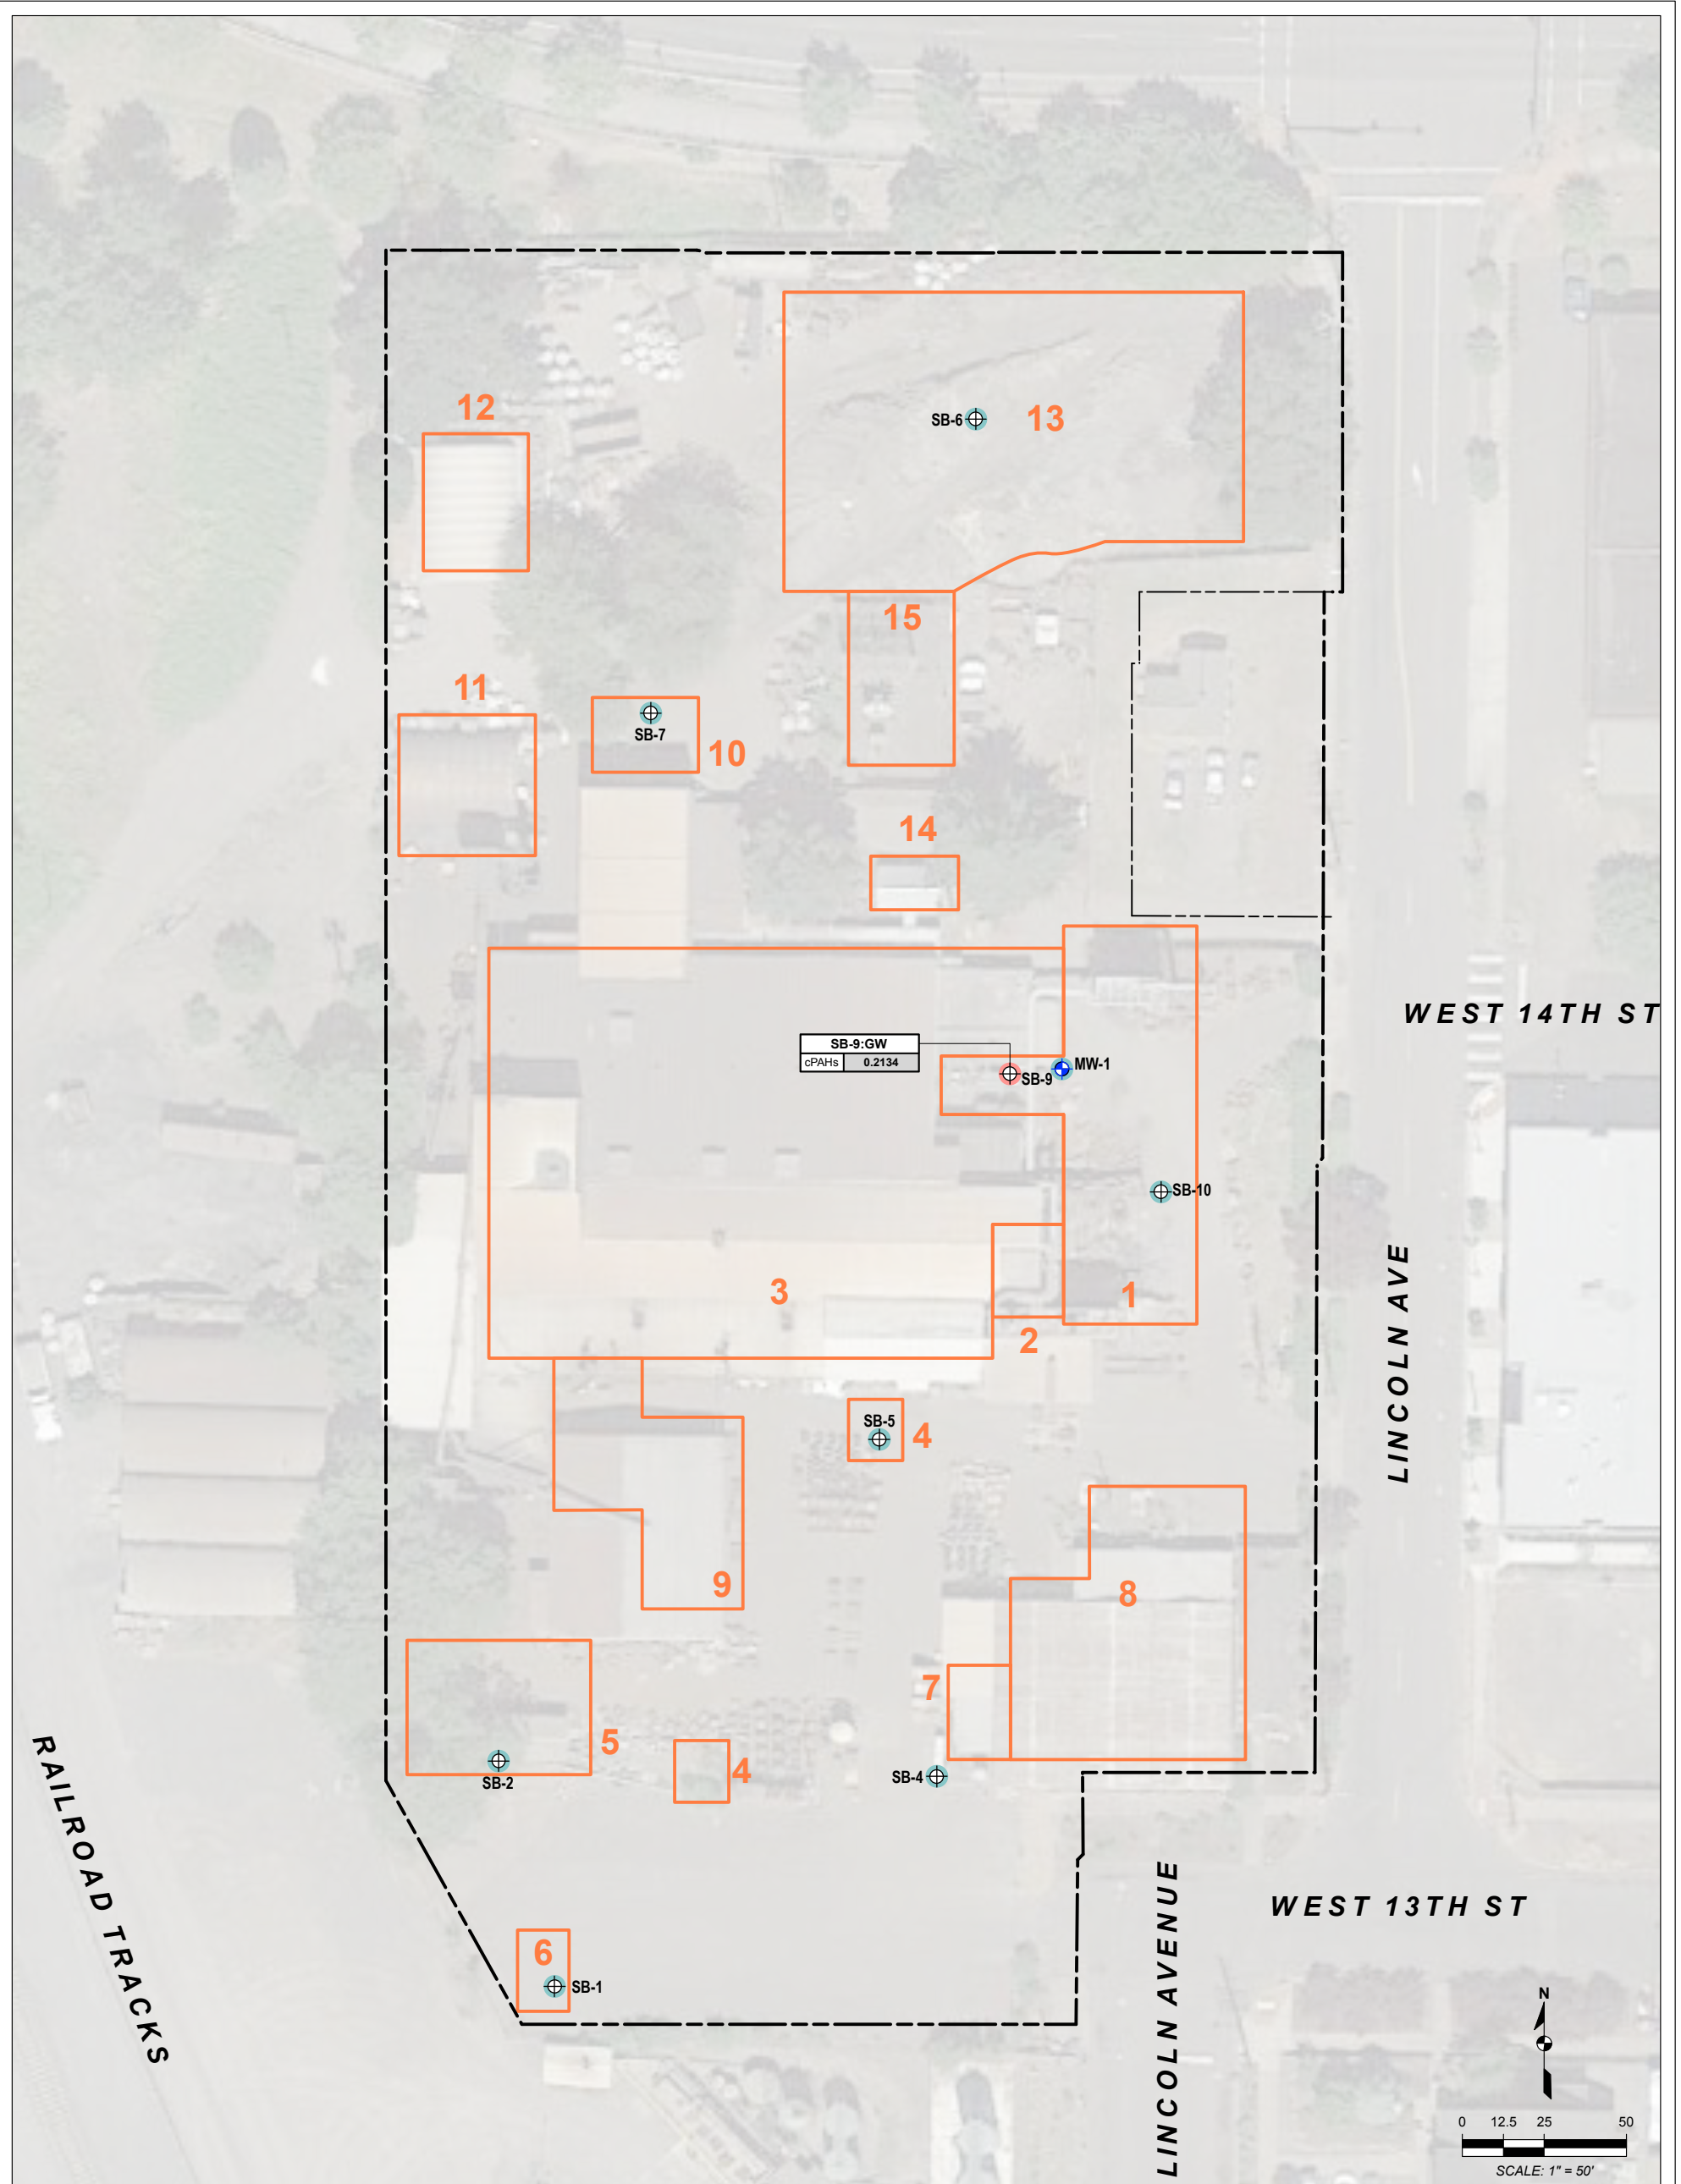 12
SB-6
13
15
11
SB-7
10
14
WEST 14TH ST
SB-9:GW
cPAHs 0.2134
SB-9
MW-1
SB-10
LINCOLN AVE
3
1
2
SB-5
4
9
8
7
5
4
SB-2
SB-4
RAILROAD TRACKS
LINCOLN AVENUE
WEST 13TH ST
6
SB-1
N
0 12.5 25 50
SCALE: 1" = 50'